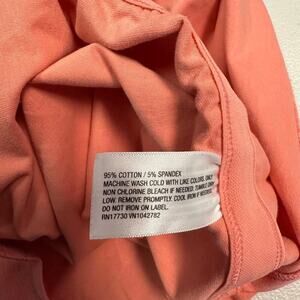 95% COTTON / 5% SPANDEX
MACHINE WASH COLD WITH LIKE COLORS. ONLY
NON CHLORINE BLEACH IF NEEDED. TUMBLE DRY
LOW. REMOVE PROMPTLY. COOL IRON IF NEEDED.
DO NOT IRON ON LABEL.
RN17730 VN1042782